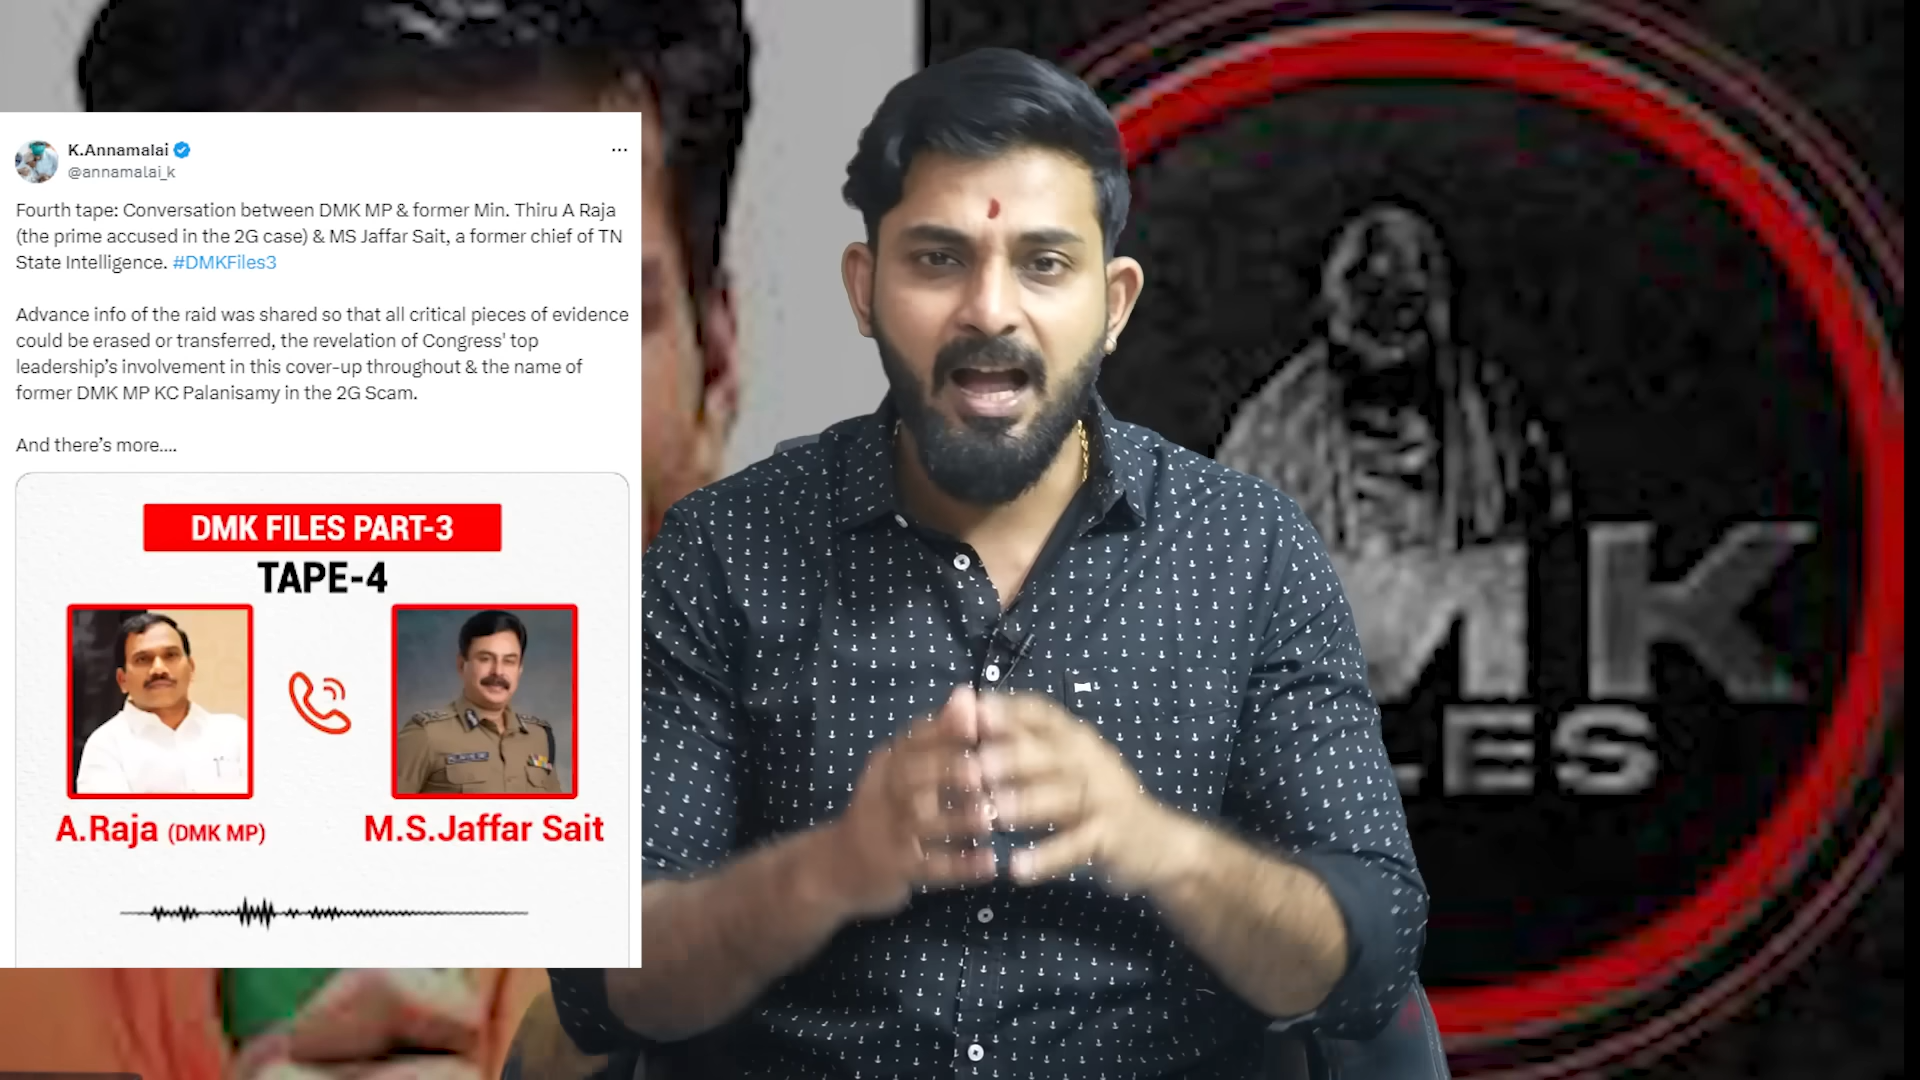 K.Annamalai
@annamalai_k
...
Fourth tape: Conversation between DMK MP & former Min. Thiru A Raja
(the prime accused in the 2G case) & MS Jaffar Sait, a former chief of TN
State Intelligence. #DMKFiles3
Advance info of the raid was shared so that all critical pieces of evidence
could be erased or transferred, the revelation of Congress' top
leadership’s involvement in this cover-up throughout & the name of
former DMK MP KC Palanisamy in the 2G Scam.
And there’s more....
DMK FILES PART-3
TAPE-4
A.Raja (DMK MP)
M.S.Jaffar Sait
MK
LES